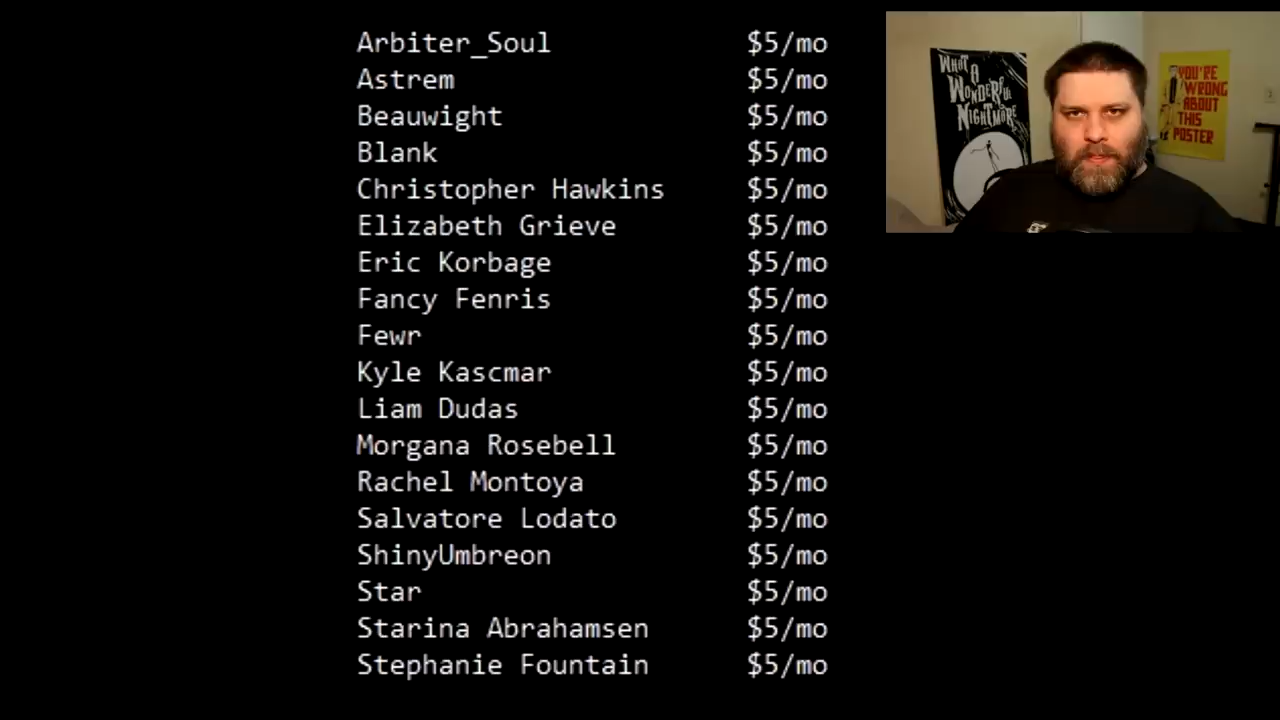 Arbiter_Soul $5/mo
Astrem $5/mo
Beauwight $5/mo
Blank $5/mo
Christopher Hawkins $5/mo
Elizabeth Grieve $5/mo
Eric Korbage $5/mo
Fancy Fenris $5/mo
Fewr $5/mo
Kyle Kascmar $5/mo
Liam Dudas $5/mo
Morgana Rosebell $5/mo
Rachel Montoya $5/mo
Salvatore Lodato $5/mo
ShinyUmbreon $5/mo
Star $5/mo
Starina Abrahamsen $5/mo
Stephanie Fountain $5/mo
WHAT A
WONDERFUL
NIGHTMARE
YOU'RE
WRONG
ABOUT
THIS
POSTER